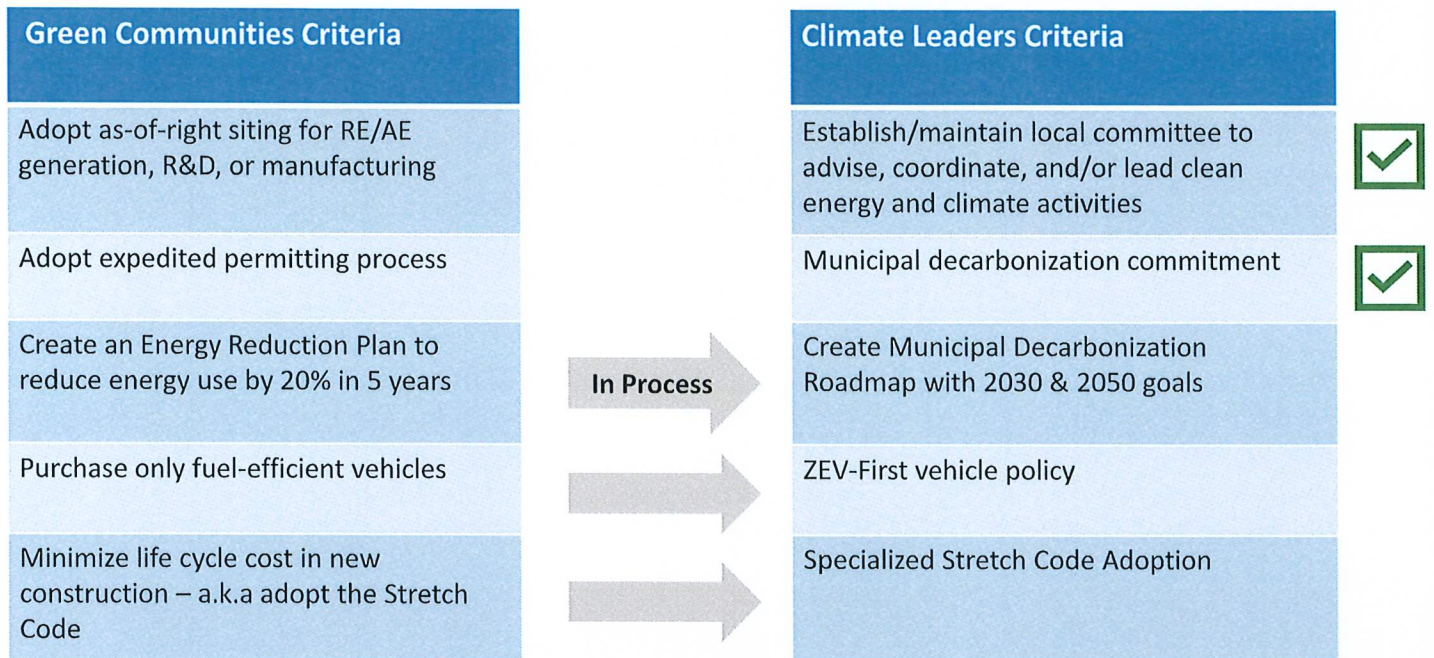 Green Communities Criteria
Adopt as-of-right siting for RE/AE
generation, R&D, or manufacturing
Adopt expedited permitting process
Create an Energy Reduction Plan to
reduce energy use by 20% in 5 years
Purchase only fuel-efficient vehicles
Minimize life cycle cost in new
construction – a.k.a adopt the Stretch
Code
In Process
Climate Leaders Criteria
Establish/maintain local committee to
advise, coordinate, and/or lead clean
energy and climate activities
Municipal decarbonization commitment
Create Municipal Decarbonization
Roadmap with 2030 & 2050 goals
ZEV-First vehicle policy
Specialized Stretch Code Adoption